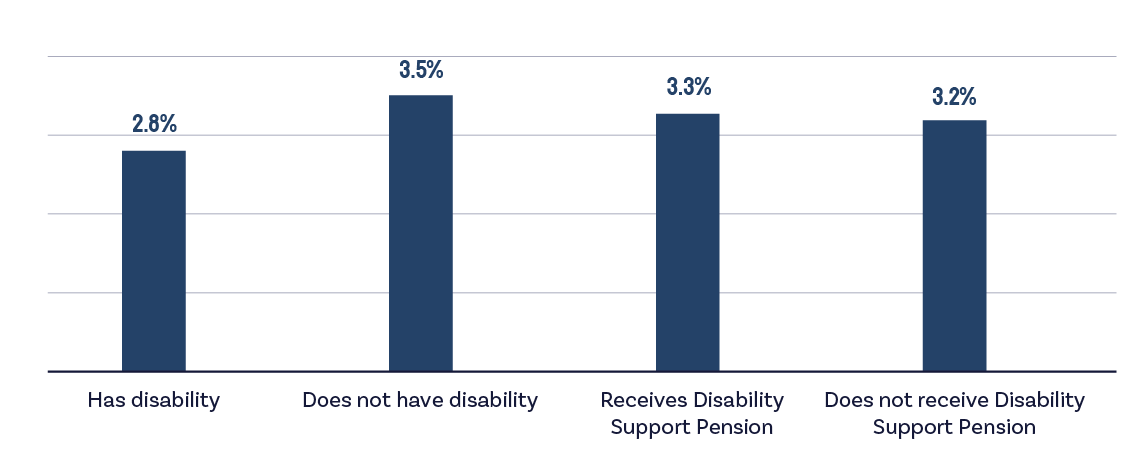 3.5%
3.3%
3.2%
2.8%
Has disability
Does not have disability
Receives Disability
Support Pension
Does not receive Disability
Support Pension